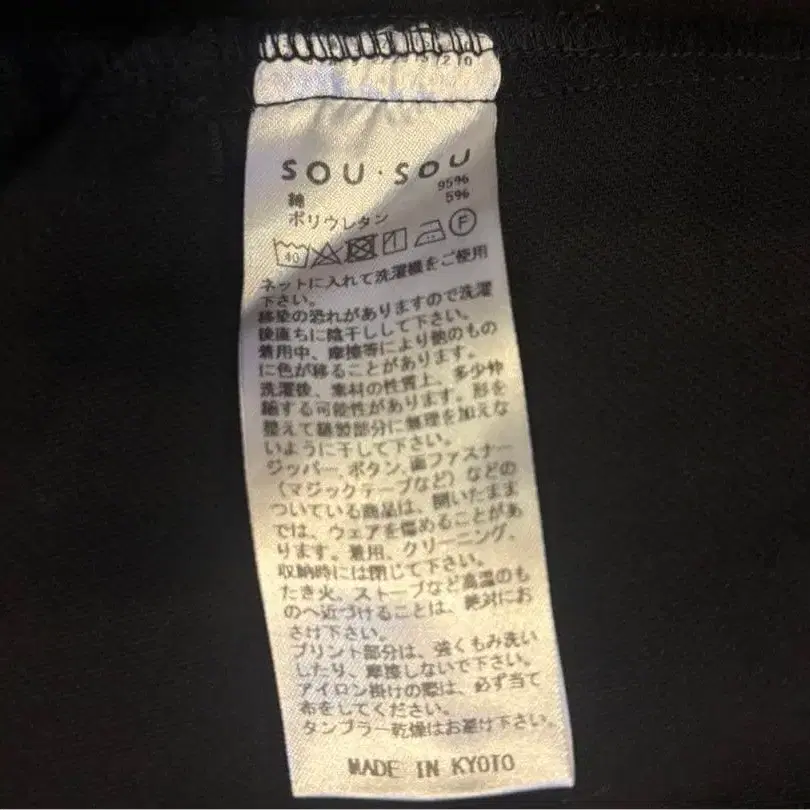 SOU・SOU
綿 95%
ポリウレタン 5%
40 F
ネットに入れて洗濯機をご使用
下さい。
移染の恐れがありますので洗濯
後直ちに陰干しして下さい。
着用中、摩擦等により他のもの
に色が移ることがあります。
洗濯後、素材の性質上、多少伸
縮する可能性があります。形を
整えて縫製部分に無理を加えな
いように干して下さい。
ジッパー、ボタン、面ファスナー
（マジックテープなど）などの
ついている商品は、開いたまま
では、ウェアを傷めることがあ
ります。着用、クリーニング、
収納時には閉じて下さい。
たき火、ストーブなど高温のも
のへ近づけることは、絶対にお
さけ下さい。
プリント部分は、強くもみ洗い
したり、摩擦しないで下さい。
アイロン掛けの際は、必ず当て
布をしてください。
タンブラー乾燥はお避け下さい。
MADE IN KYOTO